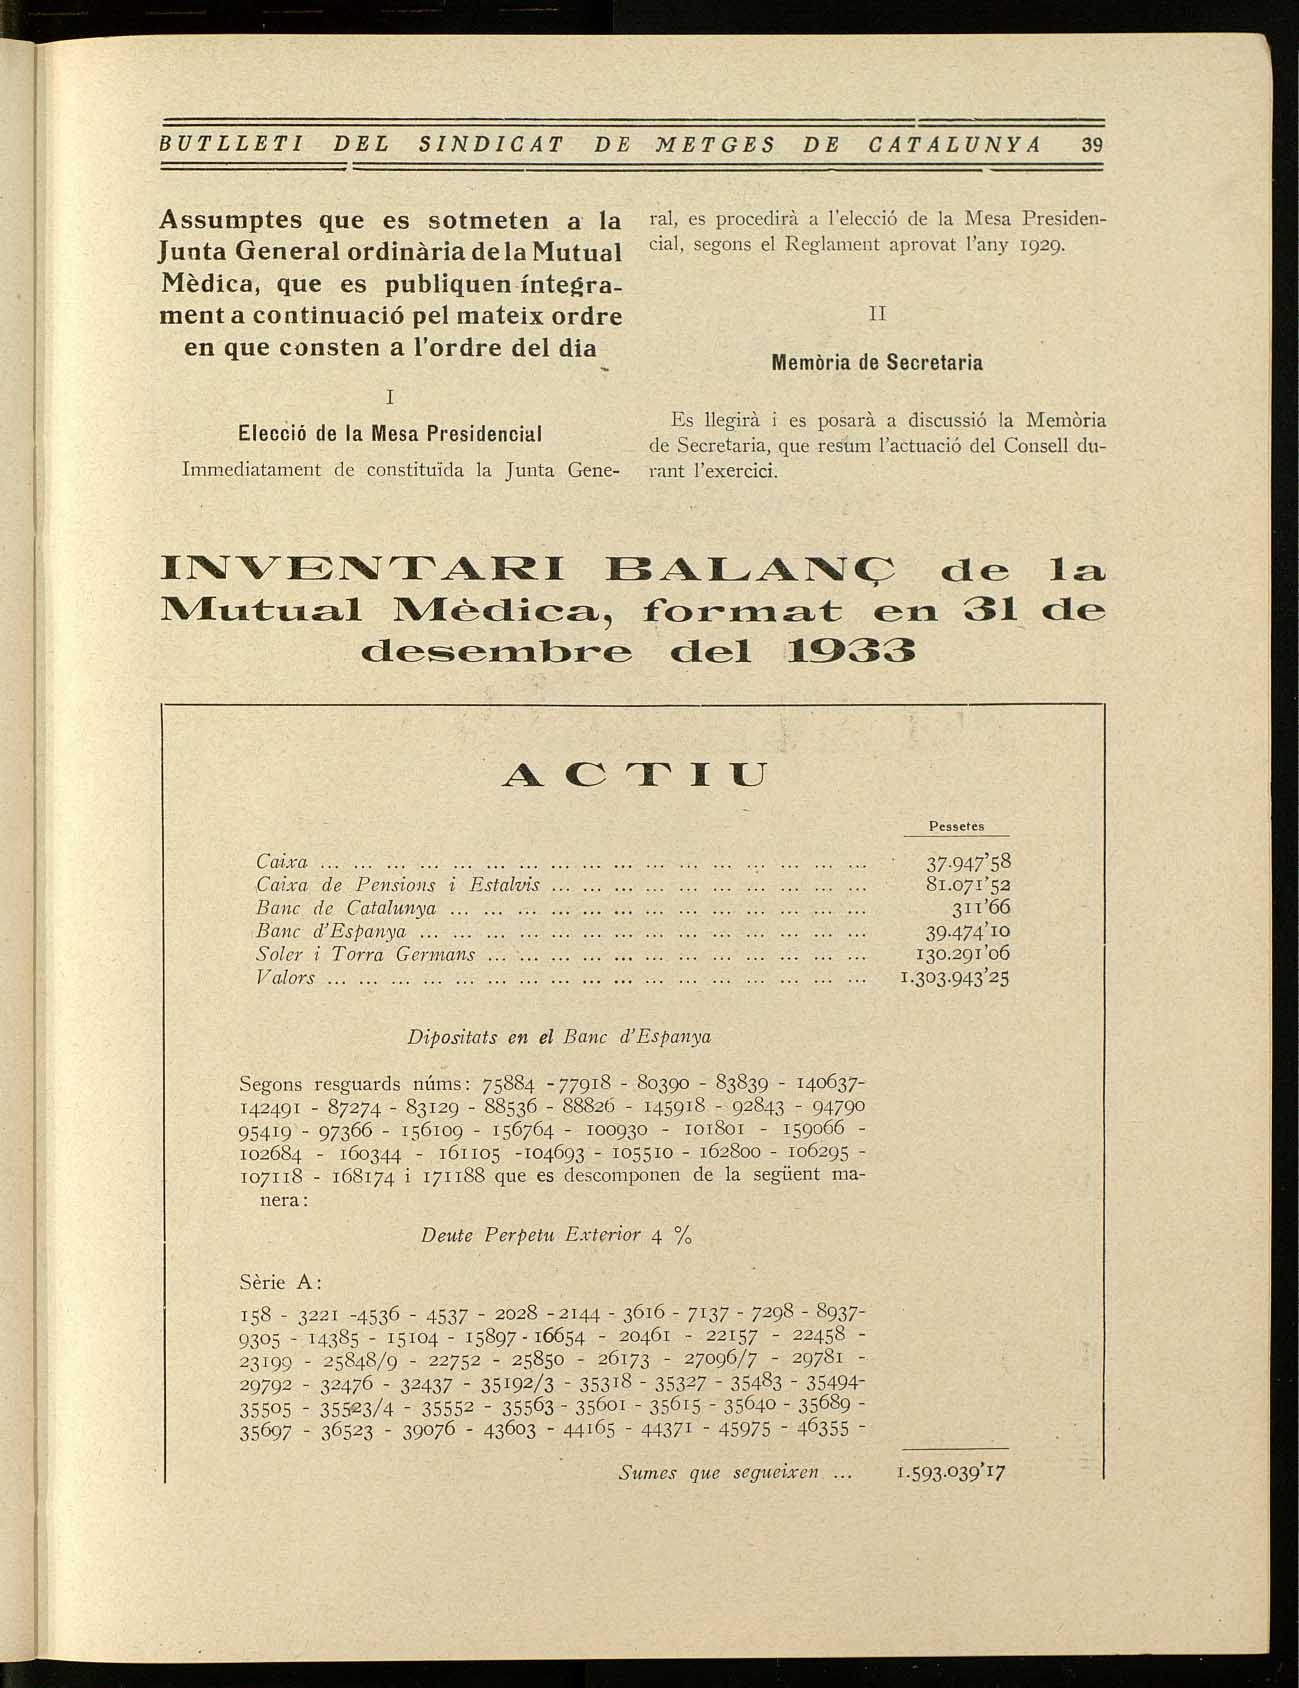 BUTLLETI DEL SINDICAT DE METGES DE CATALUNYA 39
Assumptes que es sotmeten a la
Junta General ordinària de la Mutual
Mèdica, que es publiquen íntegra-
ment a continuació pel mateix ordre
en que consten a l'ordre del dia
I
Elecció de la Mesa Presidencial
Immediatament de constituïda la Junta Gene-
ral, es procedirà a l'elecció de la Mesa Presiden-
cial, segons el Reglament aprovat l'any 1929.
II
Memòria de Secretaria
Es llegirà i es posarà a discussió la Memòria
de Secretaria, que resum l'actuació del Consell du-
rant l'exercici.
INVENTARI BALANÇ de la
Mutual Mèdica, format en 31 de
desembre del 1933
ACTIU
Pessetes
Caixa ... ... ... ... ... ... ... ... ... ... ... ... ... ... ... ... ... 37.947'58
Caixa de Pensions i Estalvis ... ... ... ... ... ... ... ... ... ... 81.071'52
Banc de Catalunya ... ... ... ... ... ... ... ... ... ... ... ... ... 311'66
Banc d'Espanya ... ... ... ... ... ... ... ... ... ... ... ... ... ... 39.474'10
Soler i Torra Germans ... ... ... ... ... ... ... ... ... ... ... ... 130.291'06
Valors ... ... ... ... ... ... ... ... ... ... ... ... ... ... ... ... ... 1.303.943'25
Dipositats en el Banc d'Espanya
Segons resguards núms: 75884 -77918 - 80390 - 83839 - 140637-
142491 - 87274 - 83129 - 88536 - 88826 - 145918 - 92843 - 94790
95419 - 97366 - 156109 - 156764 - 100930 - 101801 - 159066 -
102684 - 160344 - 161105 -104693 - 105510 - 162800 - 106295 -
107118 - 168174 i 171188 que es descomponen de la següent ma-
nera:
Deute Perpetu Exterior 4 %
Sèrie A:
158 - 3221 -4536 - 4537 - 2028 -2144 - 3616 - 7137 - 7298 - 8937-
9305 - 14385 - 15104 - 15897 - 16654 - 20461 - 22157 - 22458 -
23199 - 25848/9 - 22752 - 25850 - 26173 - 27096/7 - 29781 -
29792 - 32476 - 32437 - 35192/3 - 35318 - 35327 - 35483 - 35494-
35505 - 35523/4 - 35552 - 35563 - 35601 - 35615 - 35640 - 35689 -
35697 - 36523 - 39076 - 43603 - 44165 - 44371 - 45975 - 46355 -
Sumes que segueixen ... 1.593.039'17